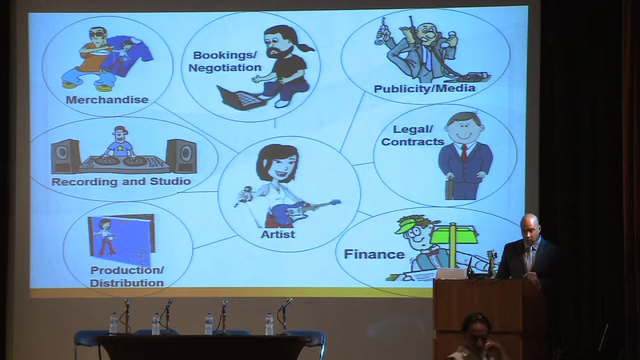 Merchandise
Bookings/
Negotiation
Publicity/Media
Recording and Studio
Legal/
Contracts
Artist
Production/
Distribution
Finance